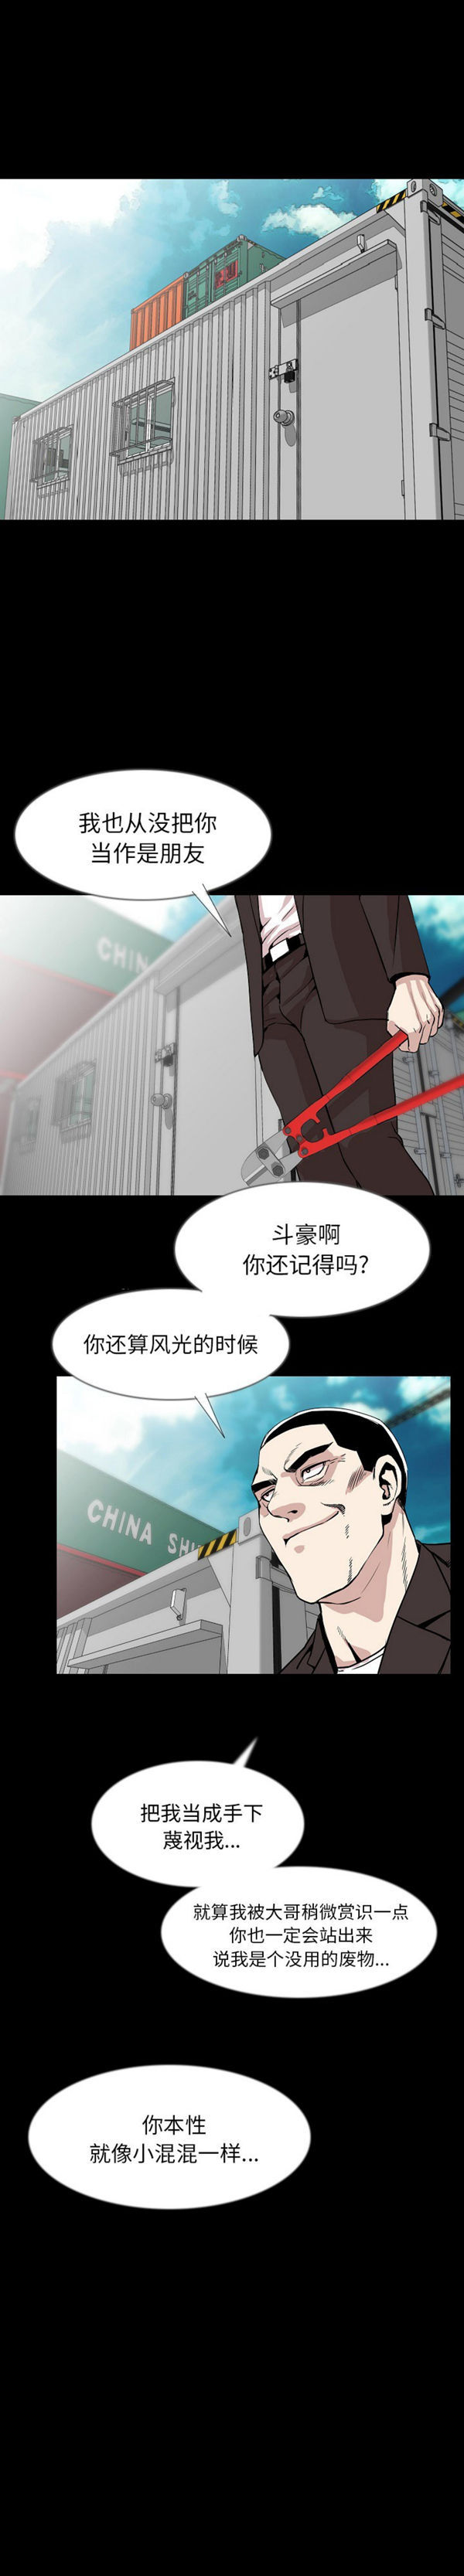 我也从没把你
当作是朋友
CHIN
斗豪啊
你还记得吗?
你还算风光的时候
CHINA SHI
把我当成手下
蔑视我...
就算我被大哥稍微赏识一点
你也一定会站出来
说我是个没用的废物...
你本性
就像小混混一样...